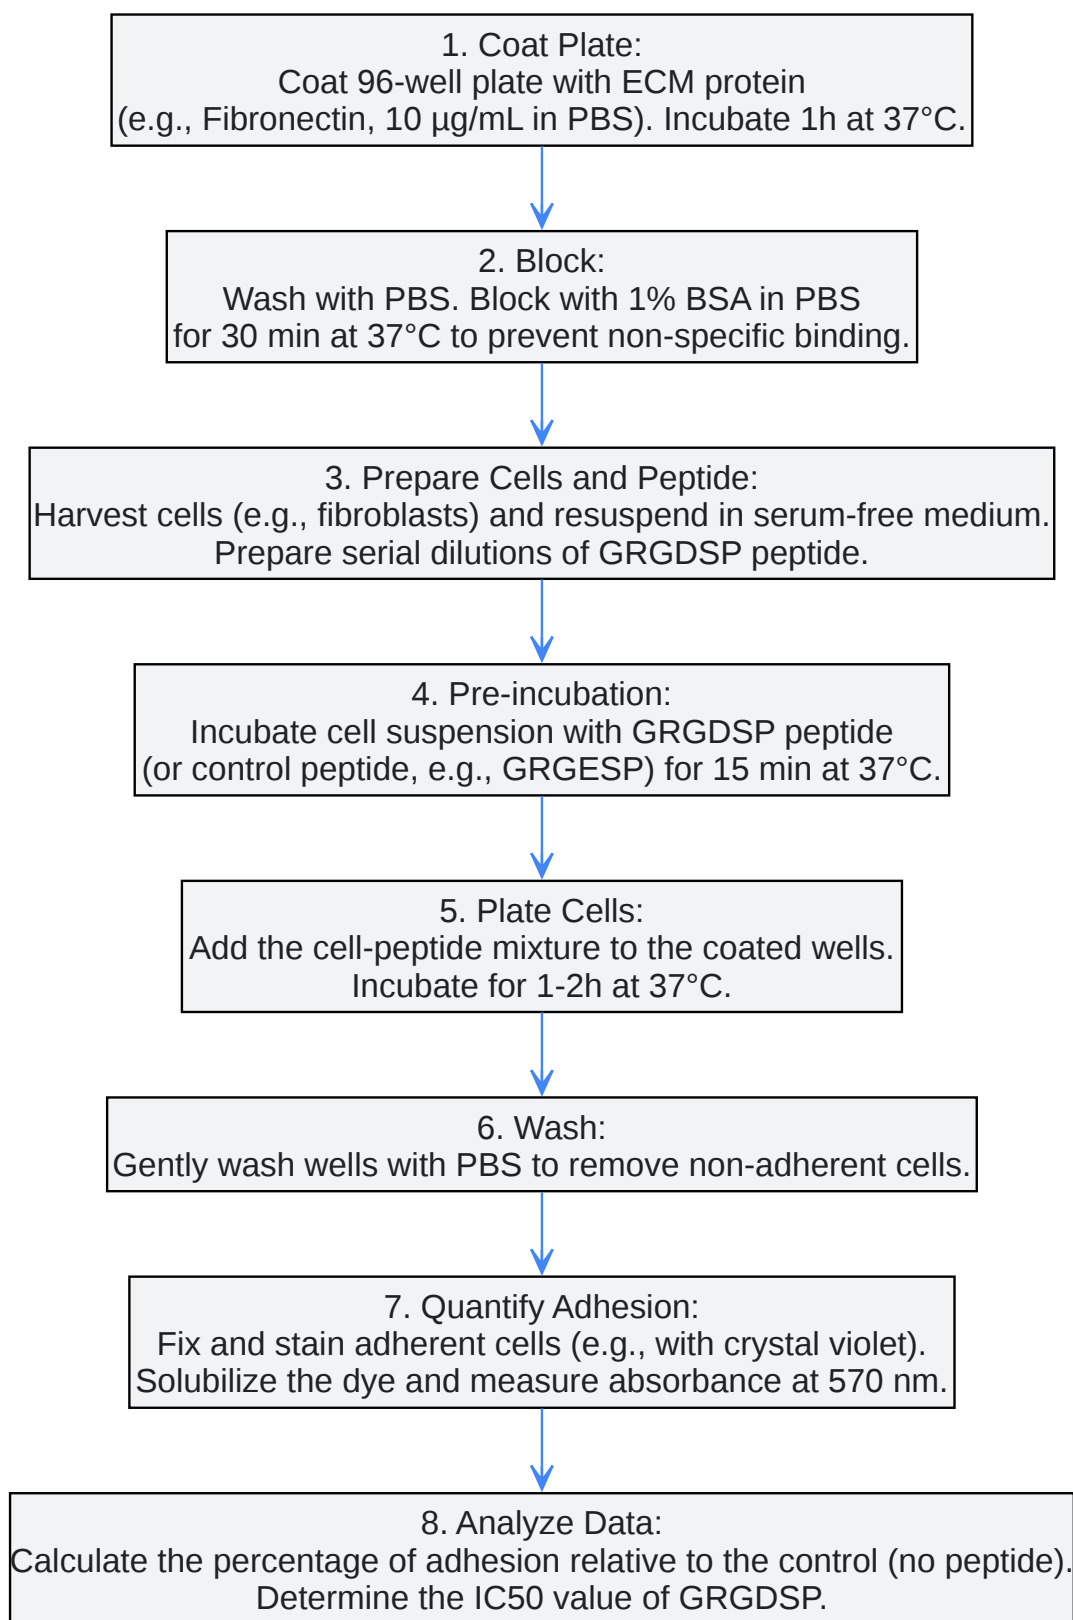 1. Coat Plate:
Coat 96-well plate with ECM protein
(e.g., Fibronectin, 10 µg/mL in PBS). Incubate 1h at 37°C.
2. Block:
Wash with PBS. Block with 1% BSA in PBS
for 30 min at 37°C to prevent non-specific binding.
3. Prepare Cells and Peptide:
Harvest cells (e.g., fibroblasts) and resuspend in serum-free medium.
Prepare serial dilutions of GRGDSP peptide.
4. Pre-incubation:
Incubate cell suspension with GRGDSP peptide
(or control peptide, e.g., GRGESP) for 15 min at 37°C.
5. Plate Cells:
Add the cell-peptide mixture to the coated wells.
Incubate for 1-2h at 37°C.
6. Wash:
Gently wash wells with PBS to remove non-adherent cells.
7. Quantify Adhesion:
Fix and stain adherent cells (e.g., with crystal violet).
Solubilize the dye and measure absorbance at 570 nm.
8. Analyze Data:
Calculate the percentage of adhesion relative to the control (no peptide).
Determine the IC50 value of GRGDSP.